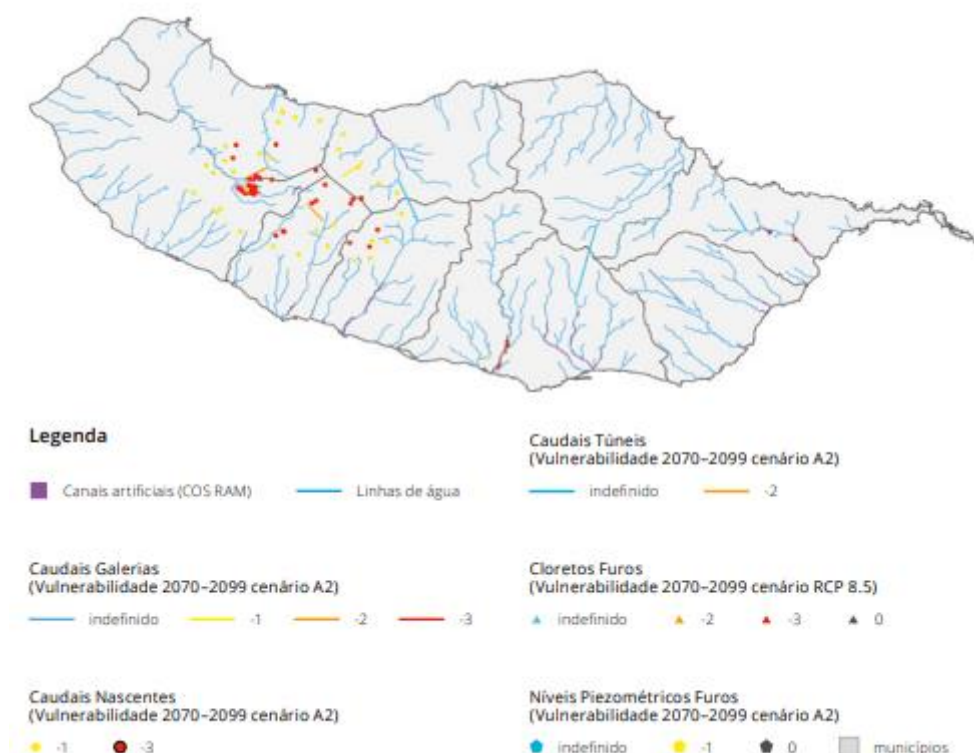 Legenda
Canais artificiais (COS RAM)
Linhas de água
Caudais Túneis
(Vulnerabilidade 2070–2099 cenário A2)
indefinido
-2
Caudais Galerias
(Vulnerabilidade 2070–2099 cenário A2)
indefinido
-1
-2
-3
Cloretos Furos
(Vulnerabilidade 2070–2099 cenário RCP 8.5)
indefinido
-2
-3
0
Caudais Nascentes
(Vulnerabilidade 2070–2099 cenário A2)
-1
-3
Níveis Piezométricos Furos
(Vulnerabilidade 2070–2099 cenário A2)
indefinido
-1
0
municípios